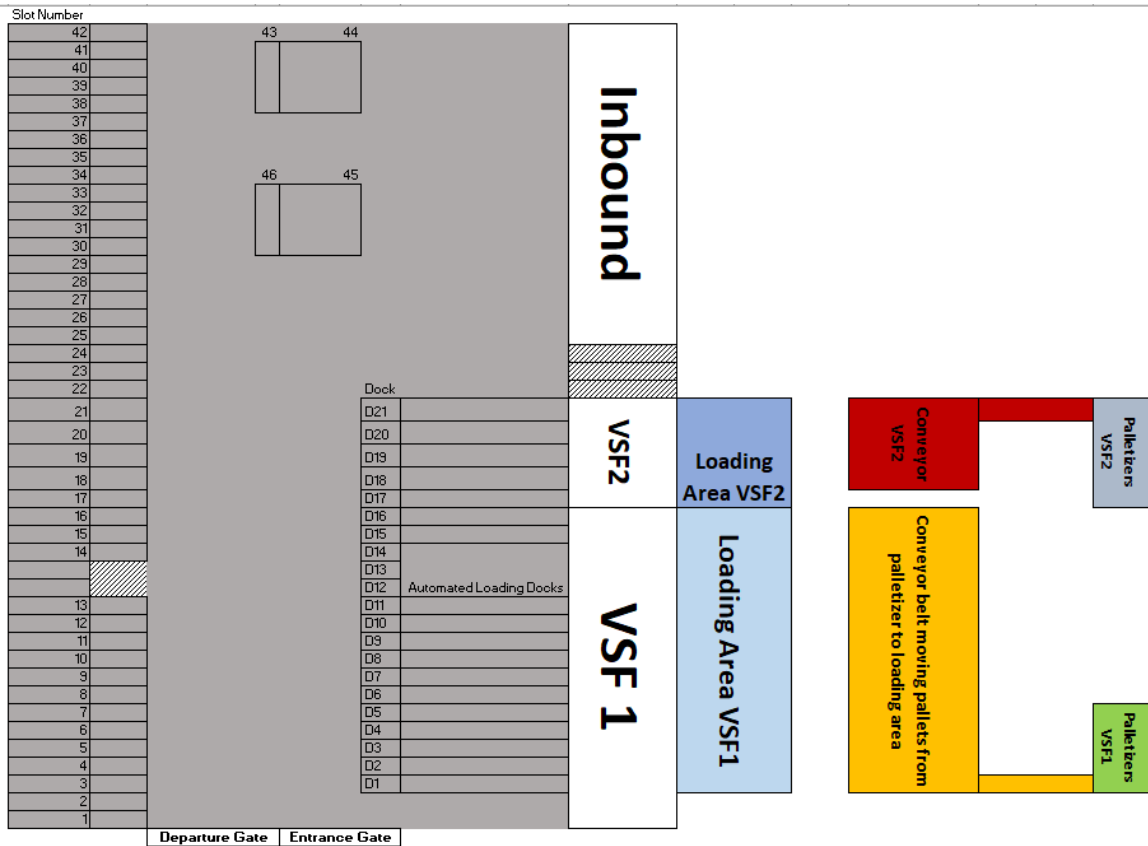 Slot Number
42
43
44
41
40
39
38
37
36
35
34
46
45
33
32
31
30
29
28
27
26
25
24
23
22
Dock
21
D21
20
D20
19
D19
18
D18
17
D17
16
D16
15
D15
14
D14
D13
D12
Automated Loading Docks
13
D11
12
D10
11
D9
10
D8
9
D7
8
D6
7
D5
6
D4
5
D3
4
D2
3
D1
2
1
Departure Gate
Entrance Gate
Inbound
VSF2
VSF 1
Loading
Area VSF2
Loading Area VSF1
Conveyor
VSF2
Conveyor belt moving pallets from
palletizer to loading area
Palletizers
VSF2
Palletizers
VSF1